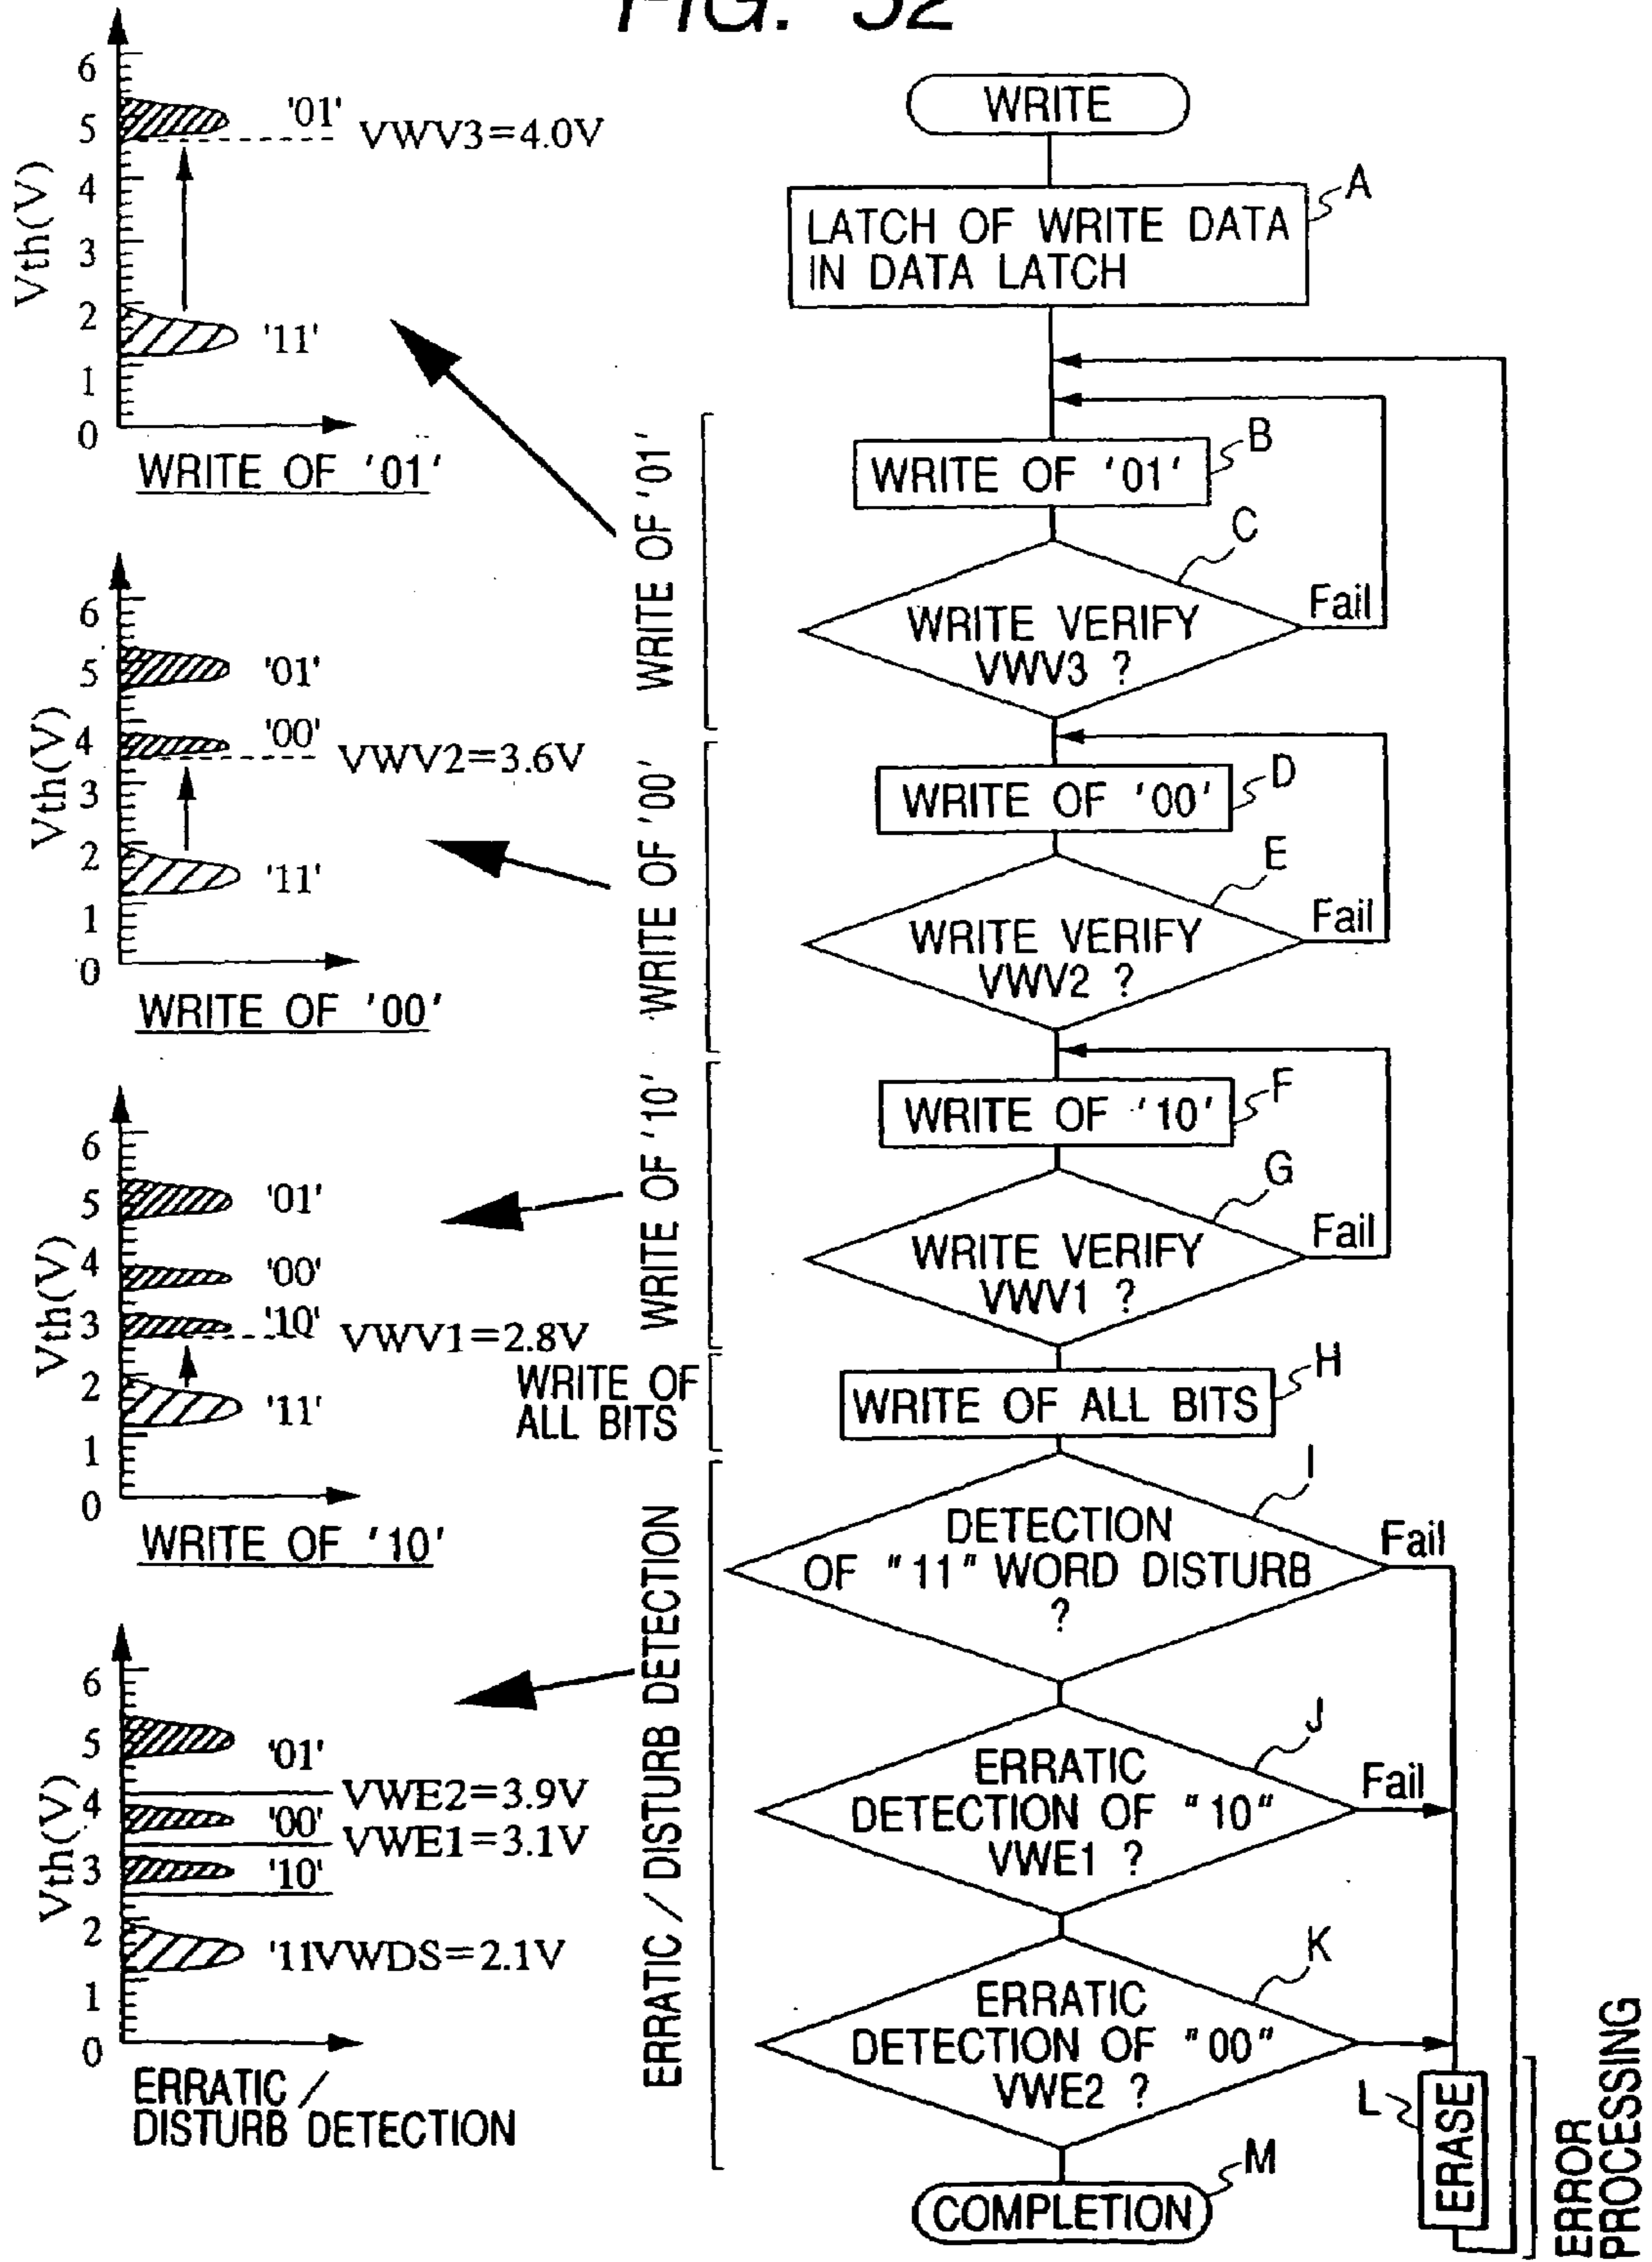 FIG. 32
6
5
4
3
2
1
0
Vth(V)
'01'
VWV3=4.0V
'11'
WRITE OF '01'
6
5
4
3
2
1
0
Vth(V)
'01'
'00'
VWV2=3.6V
'11'
WRITE OF '00'
6
5
4
3
2
1
0
Vth(V)
'01'
'00'
'10'
VWV1=2.8V
'11'
WRITE OF '10'
6
5
4
3
2
1
0
Vth(V)
'01'
VWE2=3.9V
'00'
VWE1=3.1V
'10'
'11VWDS=2.1V
ERRATIC /
DISTURB DETECTION
WRITE OF '01'
WRITE OF '00'
WRITE OF '10'
WRITE OF
ALL BITS
ERRATIC / DISTURB DETECTION
WRITE
A
LATCH OF WRITE DATA
IN DATA LATCH
B
WRITE OF '01'
C
WRITE VERIFY
VWV3 ?
Fail
D
WRITE OF '00'
E
WRITE VERIFY
VWV2 ?
Fail
F
WRITE OF '10'
G
WRITE VERIFY
VWV1 ?
Fail
H
WRITE OF ALL BITS
I
DETECTION
OF "11" WORD DISTURB
?
Fail
J
ERRATIC
DETECTION OF "10"
VWE1 ?
Fail
K
ERRATIC
DETECTION OF "00"
VWE2 ?
L
ERASE
ERROR
PROCESSING
M
COMPLETION